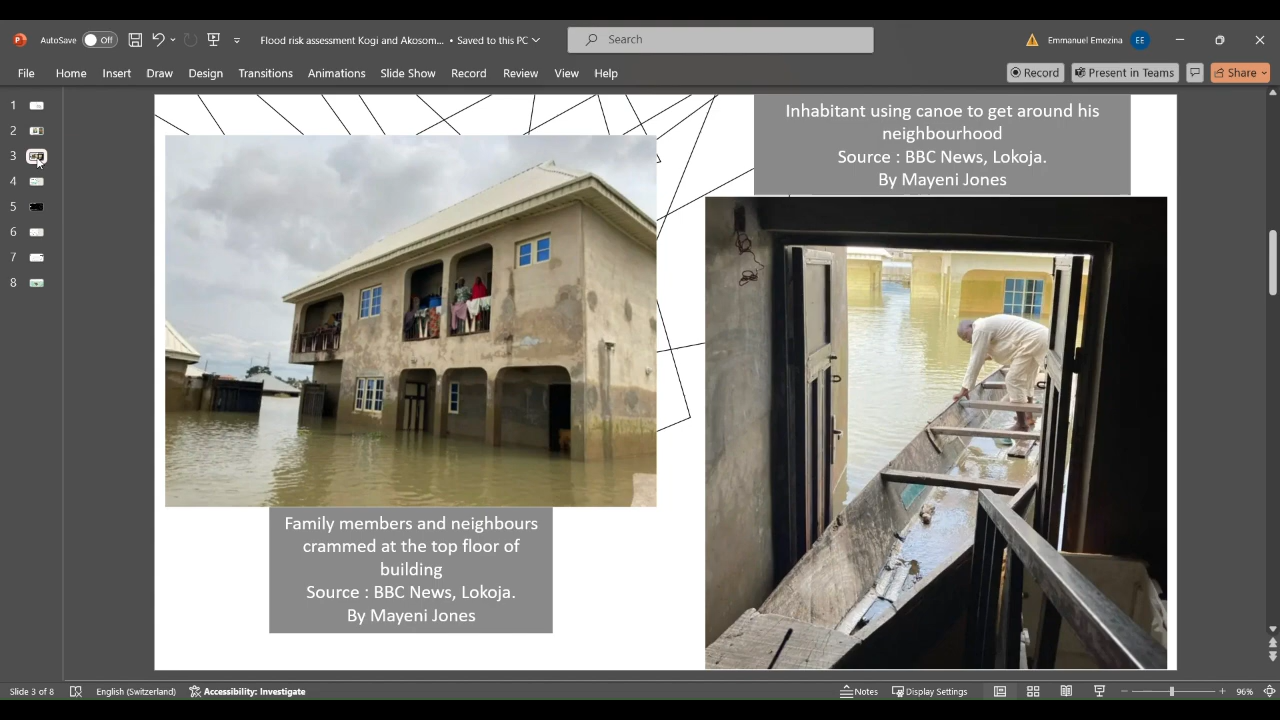 AutoSave Off
Flood risk assessment Kogi and Akosom... • Saved to this PC
Search
Emmanuel Emezina EE
File Home Insert Draw Design Transitions Animations Slide Show Record Review View Help
Record Present in Teams Share
1
2
3
4
5
6
7
8
Inhabitant using canoe to get around his
neighbourhood
Source : BBC News, Lokoja.
By Mayeni Jones
Family members and neighbours
crammed at the top floor of
building
Source : BBC News, Lokoja.
By Mayeni Jones
Slide 3 of 8 English (Switzerland) Accessibility: Investigate Notes Display Settings 96%